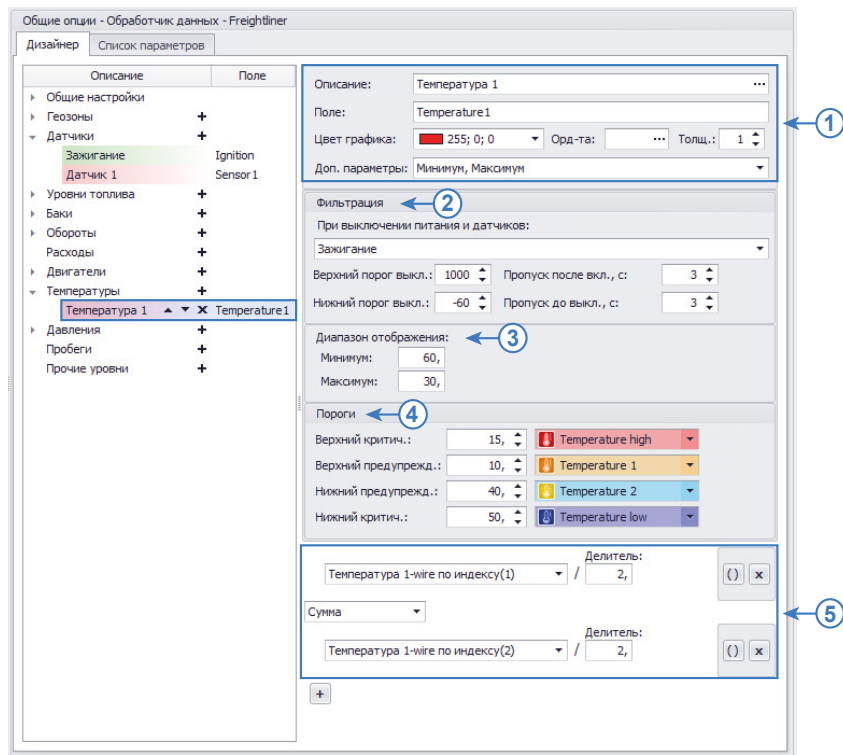 Общие опции - Обработчик данных - Freightliner
Дизайнер Список параметров
Описание Поле
Общие настройки
Геозоны +
Датчики +
Зажигание Ignition
Датчик 1 Sensor1
Уровни топлива +
Баки +
Обороты +
Расходы +
Двигатели +
Температуры +
Температура 1 Temperature1
Давления +
Пробеги +
Прочие уровни +
Описание: Температура 1 ...
Поле: Temperature1
Цвет графика: 255; 0; 0 Орд-та: ... Толщ.: 1
Доп. параметры: Минимум, Максимум
1
Фильтрация
2
При выключении питания и датчиков:
Зажигание
Верхний порог выкл.: 1000 Пропуск после вкл., с: 3
Нижний порог выкл.: -60 Пропуск до выкл., с: 3
Диапазон отображения:
3
Минимум: 60,
Максимум: 30,
Пороги
4
Верхний критич.: 15, Temperature high
Верхний предупрежд.: 10, Temperature 1
Нижний предупрежд.: 40, Temperature 2
Нижний критич.: 50, Temperature low
Делитель:
Температура 1-wire по индексу(1) / 2, () x
Сумма
5
Делитель:
Температура 1-wire по индексу(2) / 2, () x
+